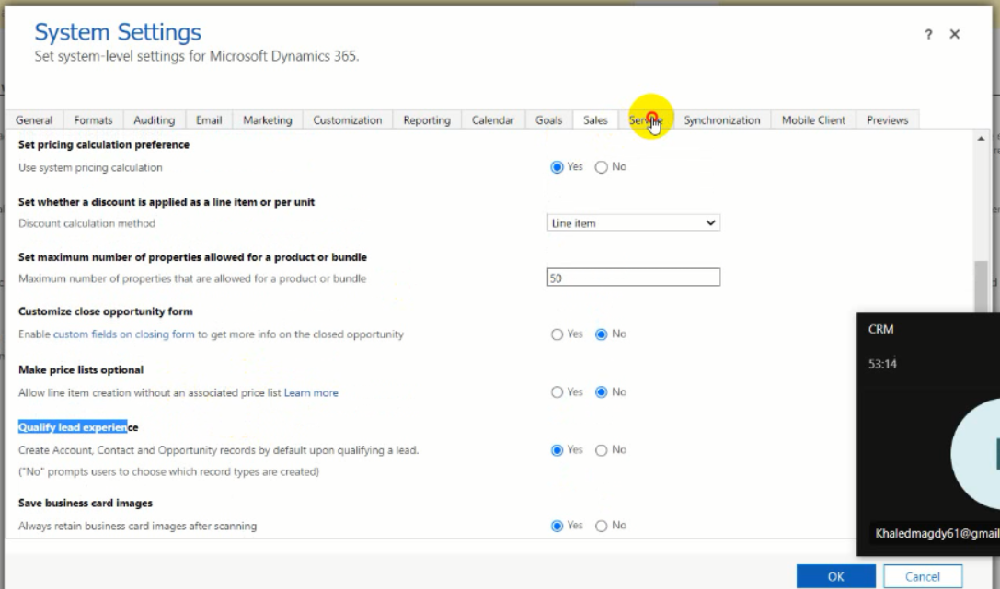 System Settings
Set system-level settings for Microsoft Dynamics 365.
? 
General Formats Auditing Email Marketing Customization Reporting Calendar Goals Sales Service Synchronization Mobile Client Previews
Set pricing calculation preference
Use system pricing calculation Yes No
Set whether a discount is applied as a line item or per unit
Discount calculation method Line item
Set maximum number of properties allowed for a product or bundle
Maximum number of properties that are allowed for a product or bundle 50
Customize close opportunity form
Enable custom fields on closing form to get more info on the closed opportunity Yes No
Make price lists optional
Allow line item creation without an associated price list Learn more Yes No
Qualify lead experience
Create Account, Contact and Opportunity records by default upon qualifying a lead. Yes No
("No" prompts users to choose which record types are created)
Save business card images
Always retain business card images after scanning Yes No
OK Cancel
CRM
53:14
Khaledmagdy61@gmail